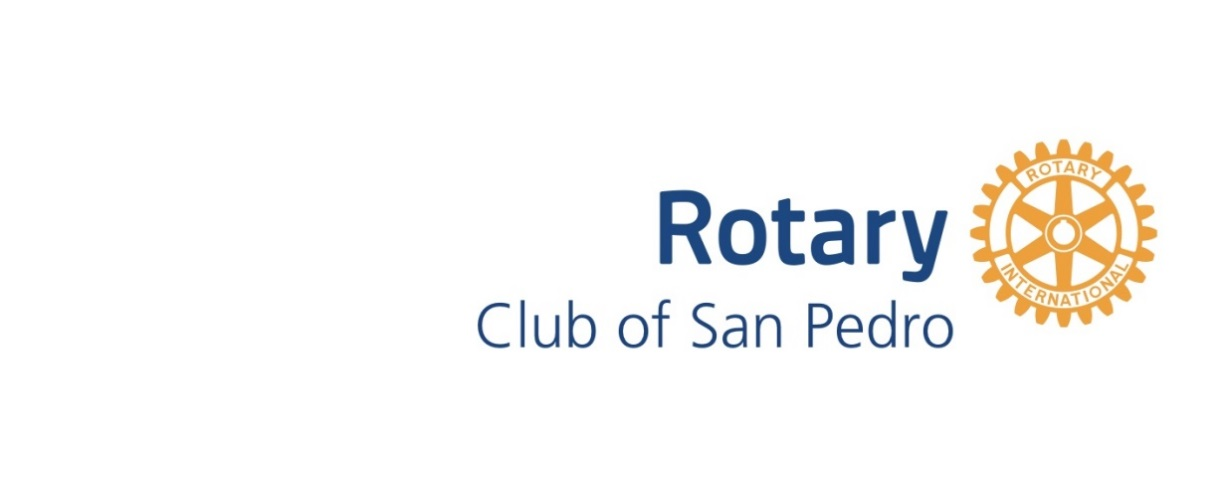 Rotary
Club of San Pedro
ROTARY
INTERNATIONAL